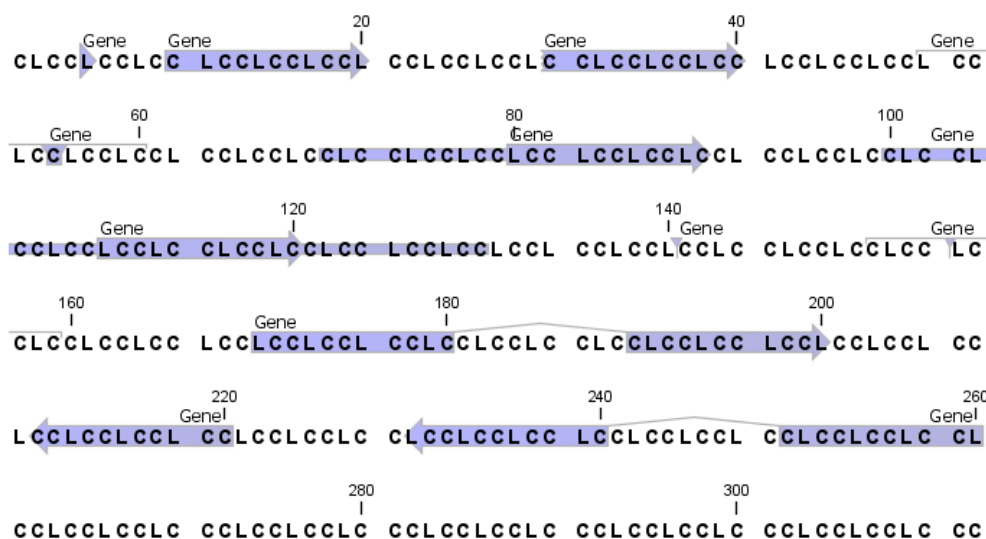 20 40
Gene Gene Gene Gene
CLCCLCCLCC LCCLCCLCCL CCLCCLCCLC CLCCLCCLCC LCCLCCLCCL CC
60 80 100
Gene Gene Gene
LCCLCCLCCL CCLCCLCCLC CLCCLCCLCC LCCLCCLCCL CCLCCLCCLC CL
120 140
Gene Gene Gene
CCLCCLCCLC CLCCLCCLCC LCCLCCLCCL CCLCCLCCLC CLCCLCCLCC LC
160 180 200
Gene
CLCCLCCLCC LCCLCCLCCL CCLCCLCCLC CLCCLCCLCC LCCLCCLCCL CC
220 240 260
Gene Gene
LCCLCCLCCL CCLCCLCCLC CLCCLCCLCC LCCLCCLCCL CCLCCLCCLC CL
280 300
CCLCCLCCLC CCLCCLCCLC CCLCCLCCLC CCLCCLCCLC CCLCCLCCLC CC